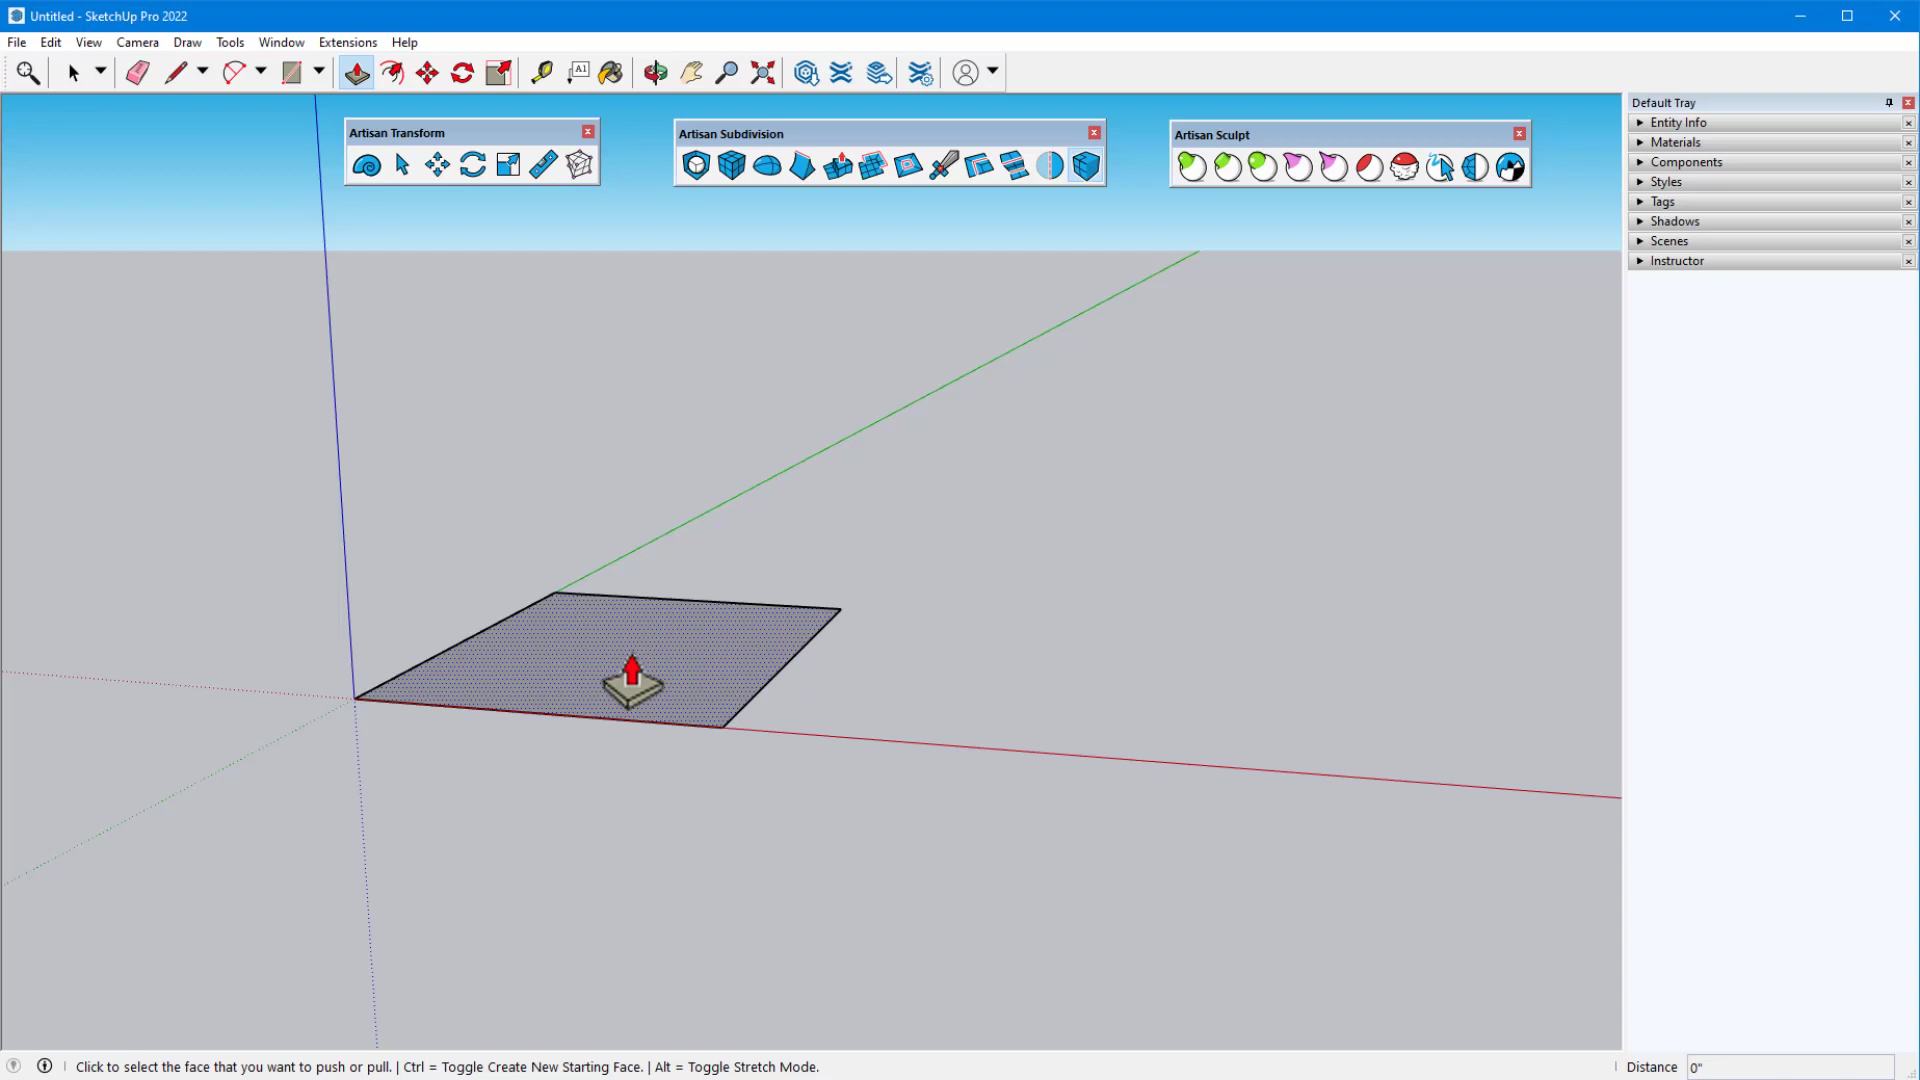 Untitled - SketchUp Pro 2022
File Edit View Camera Draw Tools Window Extensions Help
A1
Artisan Transform
Artisan Subdivision
Artisan Sculpt
Default Tray
Entity Info
Materials
Components
Styles
Tags
Shadows
Scenes
Instructor
Click to select the face that you want to push or pull. | Ctrl = Toggle Create New Starting Face. | Alt = Toggle Stretch Mode.
Distance 0"